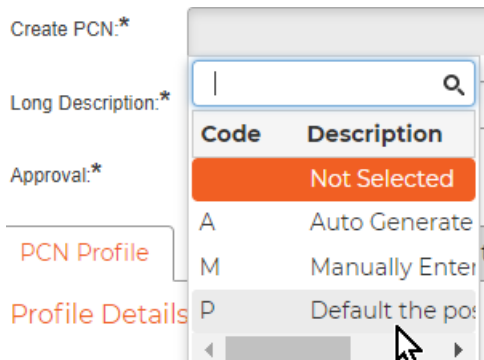 Create PCN:*
Code Description
Long Description:*
Not Selected
Approval:*
A Auto Generate
PCN Profile
M Manually Enter
Profile Details
P Default the pos